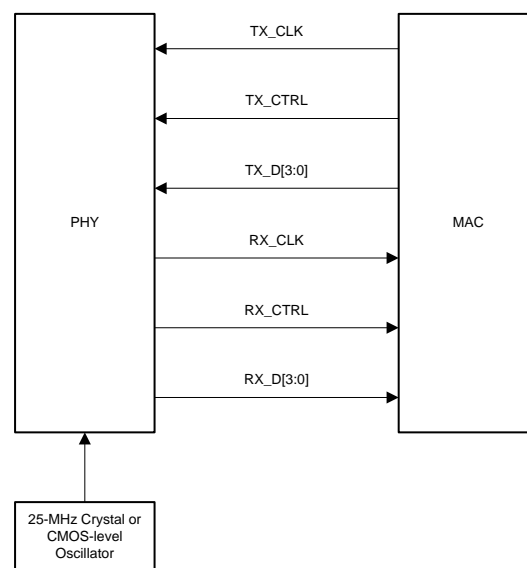 TX_CLK
TX_CTRL
TX_D[3:0]
PHY
MAC
RX_CLK
RX_CTRL
RX_D[3:0]
25-MHz Crystal or
CMOS-level
Oscillator